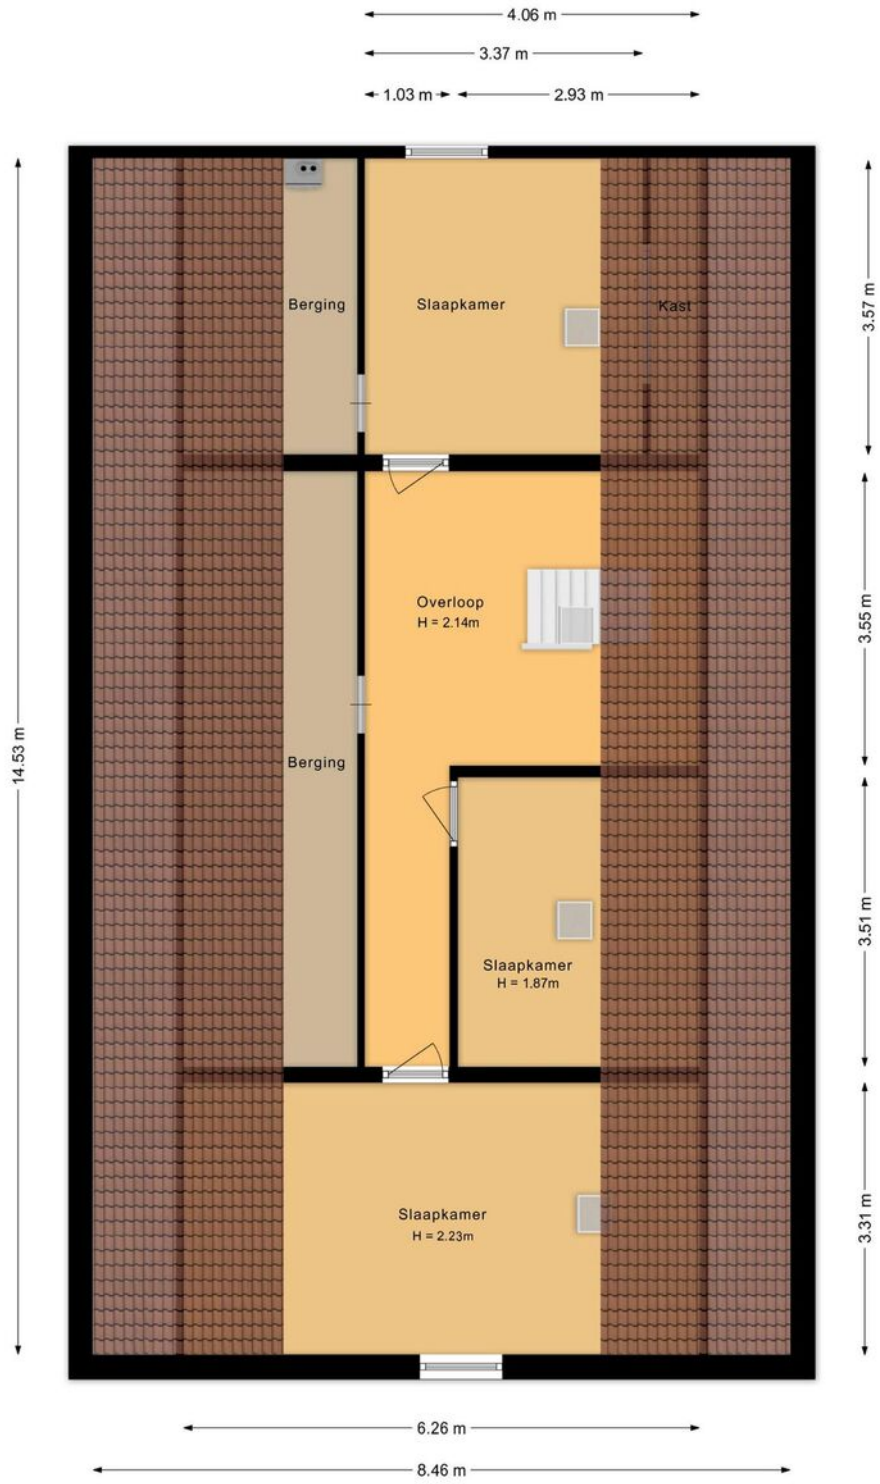 4.06 m
3.37 m
1.03 m
2.93 m
Berging
Slaapkamer
Kast
3.57 m
Overloop
H = 2.14m
3.55 m
14.53 m
Berging
3.51 m
Slaapkamer
H = 1.87m
Slaapkamer
H = 2.23m
3.31 m
6.26 m
8.46 m